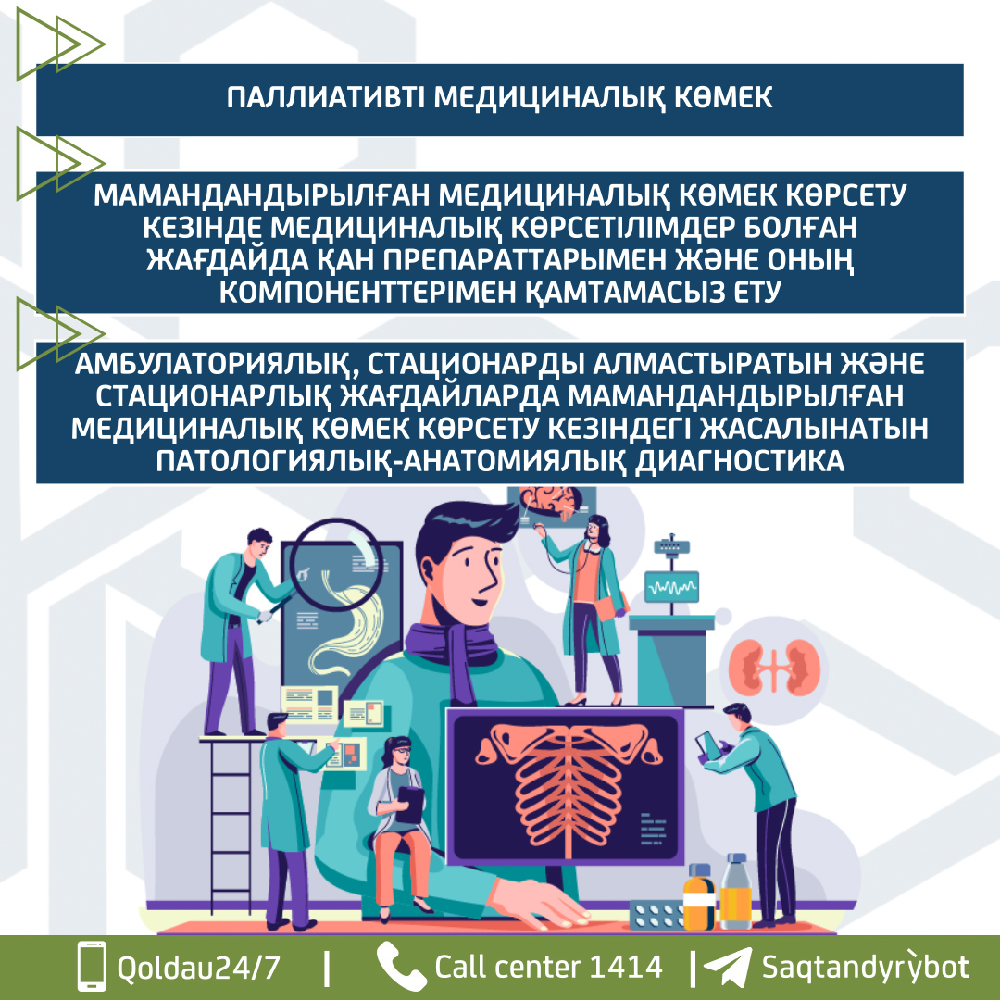 ПАЛЛИАТИВТІ МЕДИЦИНАЛЫҚ КӨМЕК
МАМАНДАНДЫРЫЛҒАН МЕДИЦИНАЛЫҚ КӨМЕК КӨРСЕТУ
КЕЗІНДЕ МЕДИЦИНАЛЫҚ КӨРСЕТІЛІМДЕР БОЛҒАН
ЖАҒДАЙДА ҚАН ПРЕПАРАТТАРЫМЕН ЖӘНЕ ОНЫҢ
КОМПОНЕНТТЕРІМЕН ҚАМТАМАСЫЗ ЕТУ
АМБУЛАТОРИЯЛЫҚ, СТАЦИОНАРДЫ АЛМАСТЫРАТЫН ЖӘНЕ
СТАЦИОНАРЛЫҚ ЖАҒДАЙЛАРДА МАМАНДАНДЫРЫЛҒАН
МЕДИЦИНАЛЫҚ КӨМЕК КӨРСЕТУ КЕЗІНДЕГІ ЖАСАЛЫНАТЫН
ПАТОЛОГИЯЛЫҚ-АНАТОМИЯЛЫҚ ДИАГНОСТИКА
Qoldau24/7 | Call center 1414 | Saqtandyrỳbot